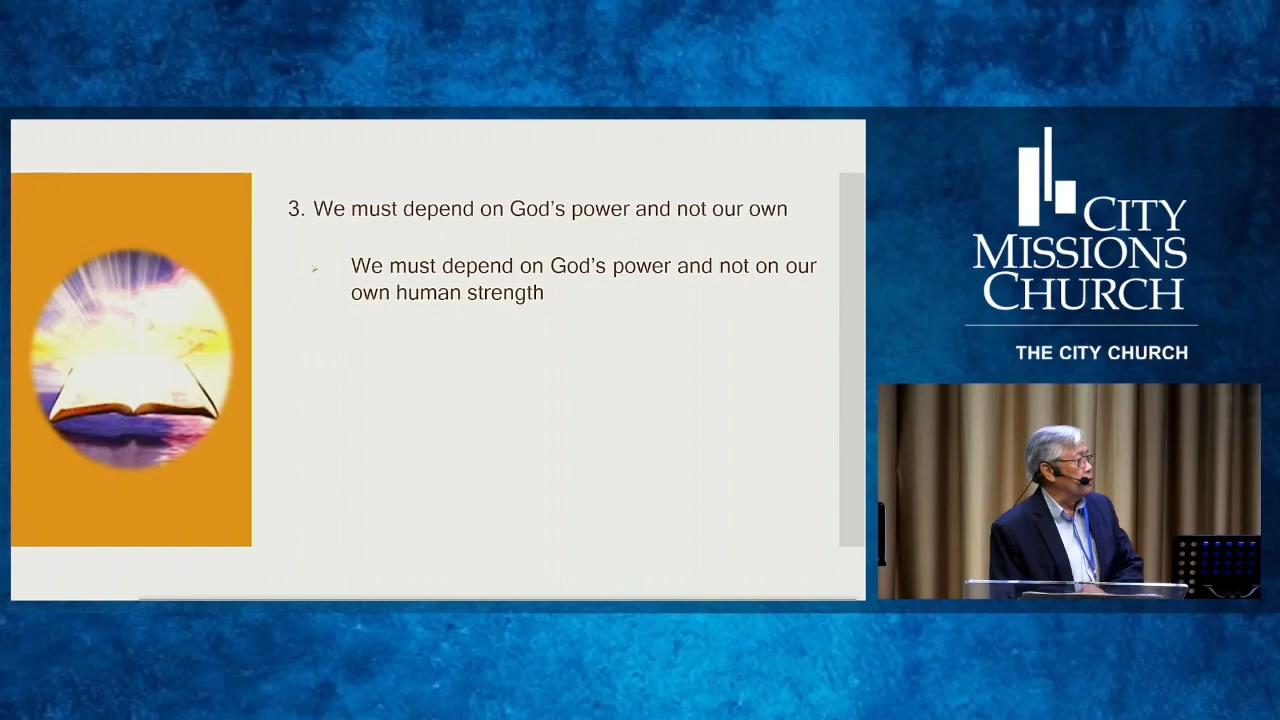 3. We must depend on God's power and not our own
➢ We must depend on God's power and not on our
own human strength
CITY
MISSIONS
CHURCH
THE CITY CHURCH